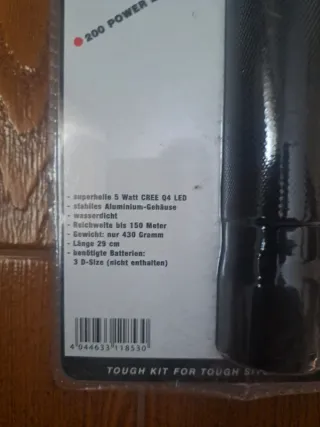 200 POWER
- superhelle 5 Watt CREE Q4 LED
- stabiles Aluminium-Gehäuse
- wasserdicht
- Reichweite bis 150 Meter
- Gewicht: nur 430 Gramm
- Länge 29 cm
- benötigte Batterien:
3 D-Size (nicht enthalten)
4 044633 118530
TOUGH KIT FOR TOUGH